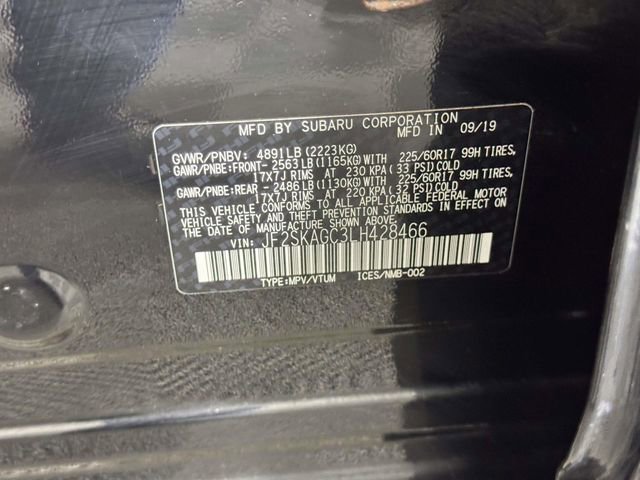 MFD BY SUBARU CORPORATION
MFD IN 09/19
GVWR/PNBV: 4891LB(2223KG)
GAWR/PNBE:FRONT-2563LB(1165KG)WITH 225/60R17 99H TIRES,
17X7J RIMS AT 230 KPA(33 PSI)COLD
GAWR/PNBE:REAR -2486LB(1130KG)WITH 225/60R17 99H TIRES,
17X7J RIMS AT 220 KPA(32 PSI)COLD
THIS VEHICLE CONFORMS TO ALL APPLICABLE FEDERAL MOTOR
VEHICLE SAFETY AND THEFT PREVENTION STANDARDS IN EFFECT ON
THE DATE OF MANUFACTURE SHOWN ABOVE.
VIN: JF2SKAGC3LH428466
TYPE:MPV/VTUM ICES/NMB-002